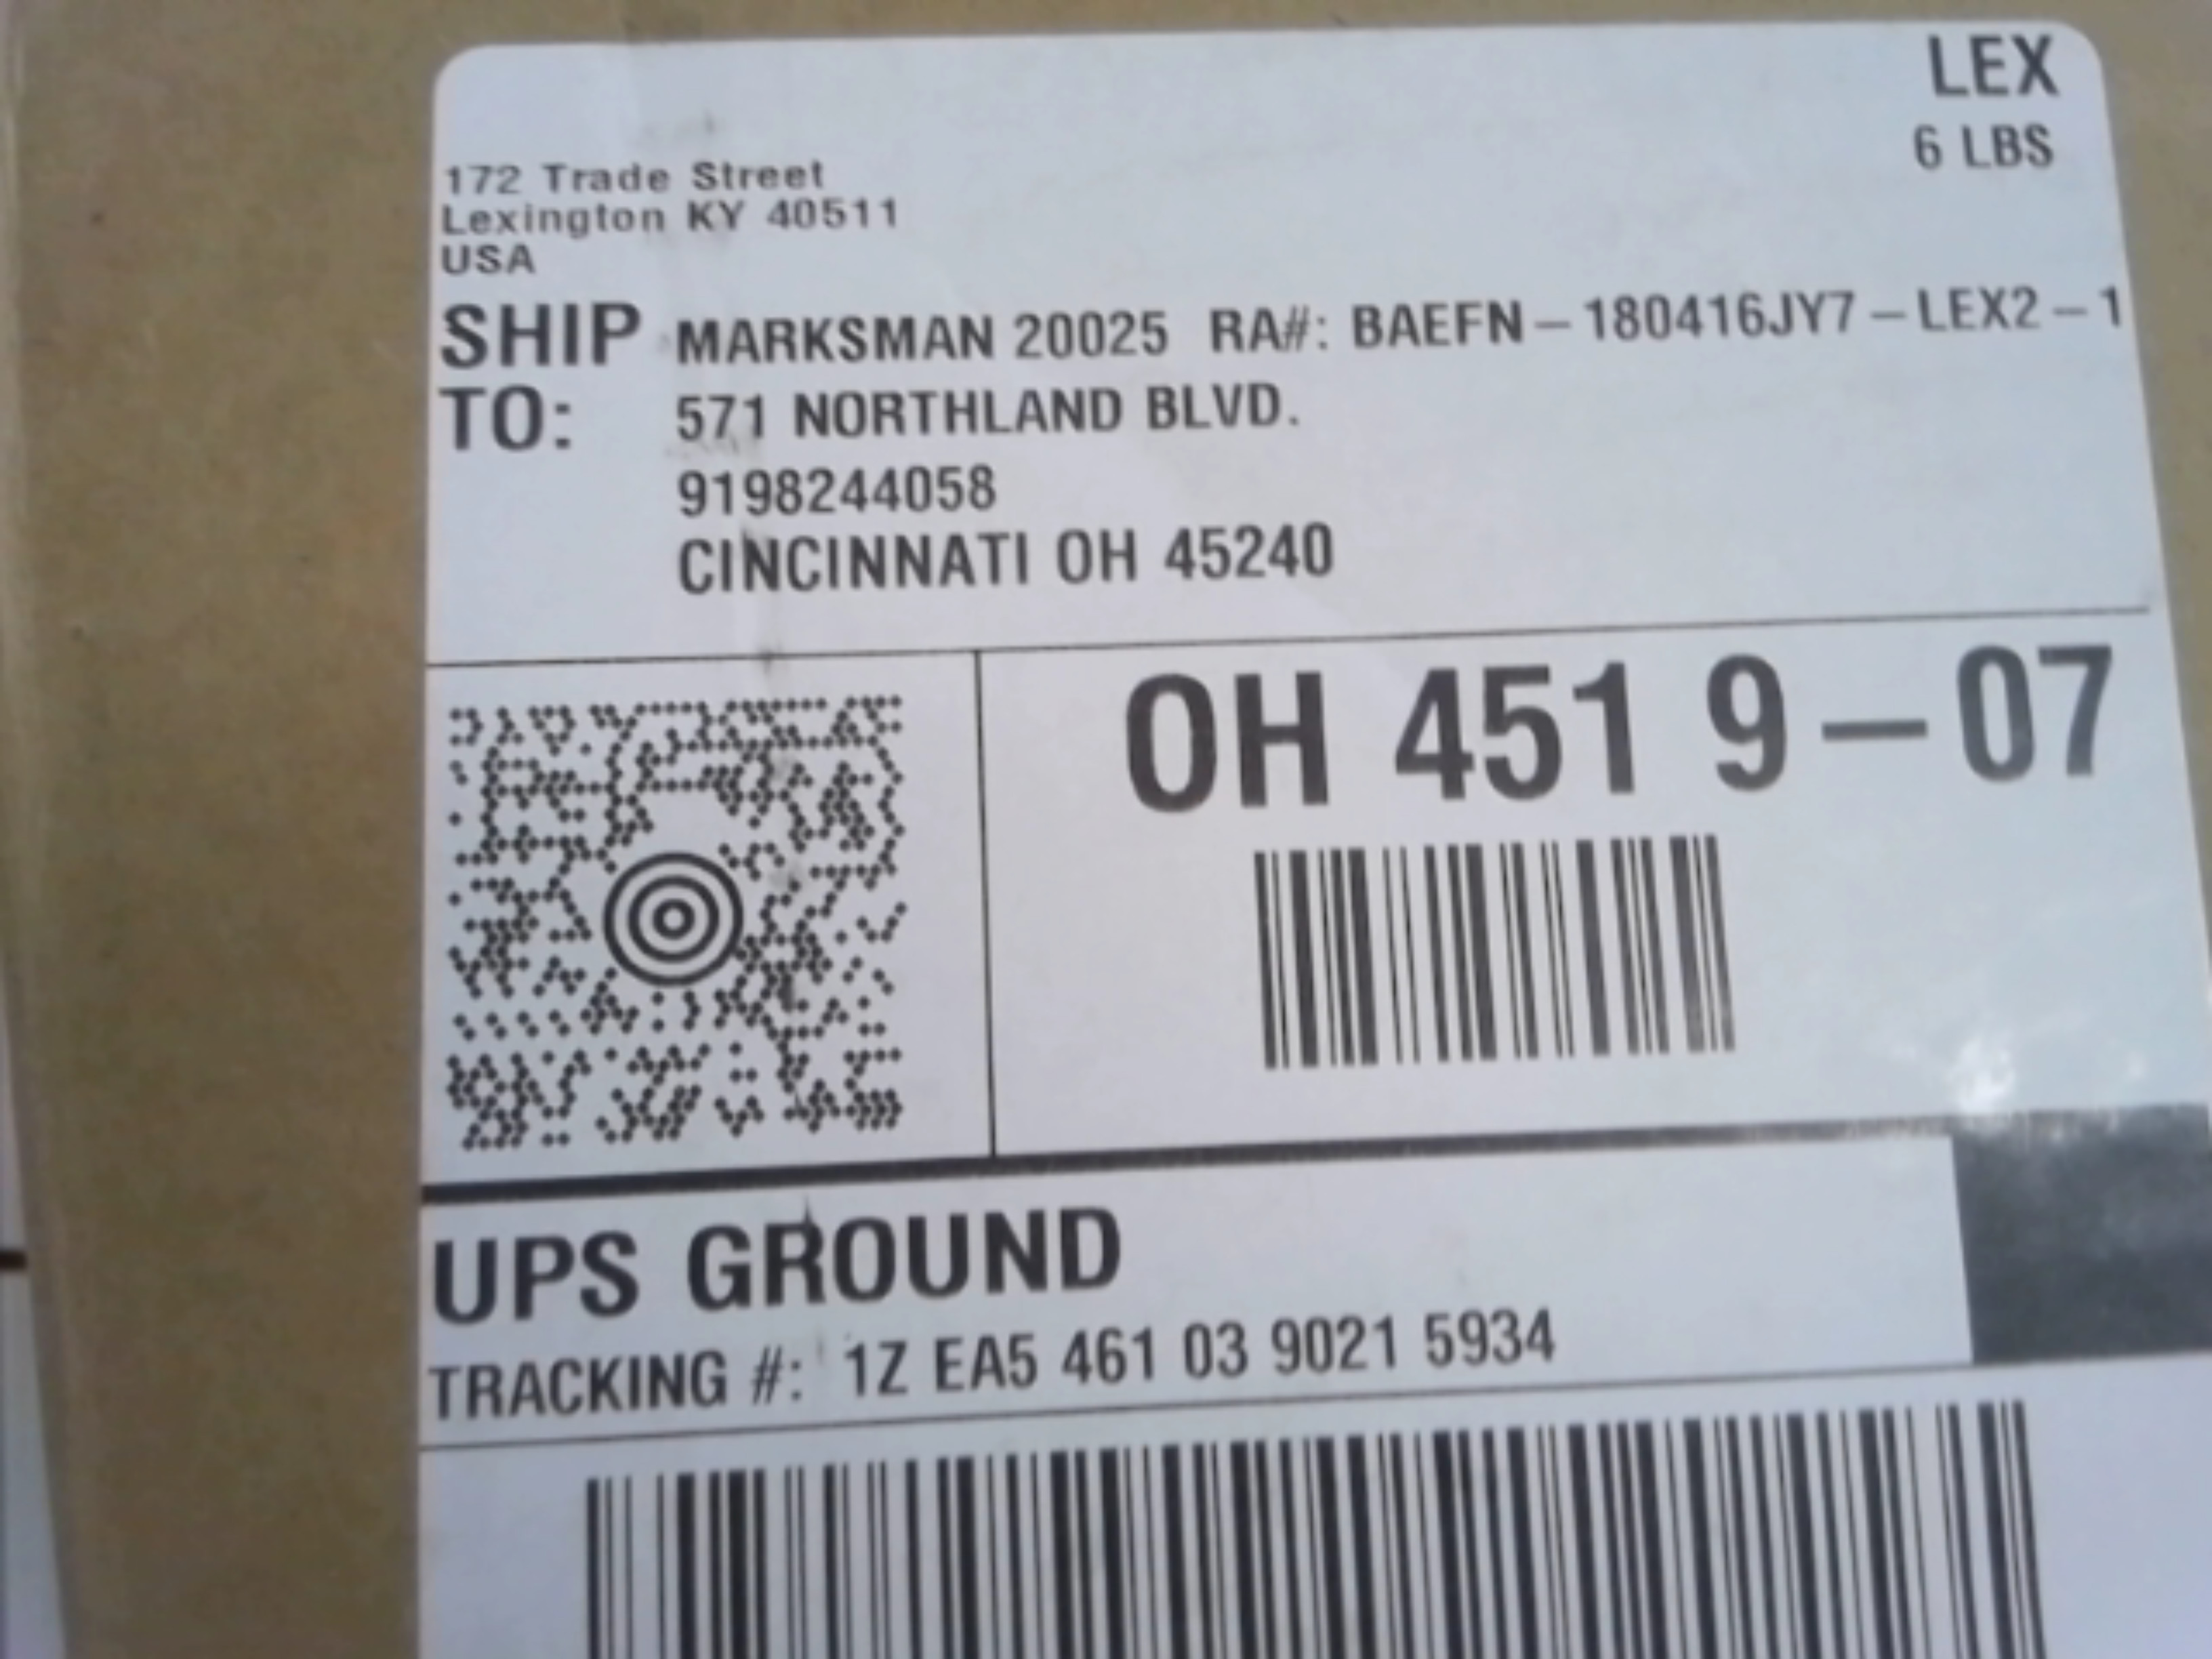 LEX
6 LBS
172 Trade Street
Lexington KY 40511
USA
SHIP TO:
MARKSMAN 20025 RA#: BAEFN-180416JY7-LEX2-1
571 NORTHLAND BLVD.
9198244058
CINCINNATI OH 45240
OH 451 9-07
UPS GROUND
TRACKING #: 1Z EA5 461 03 9021 5934